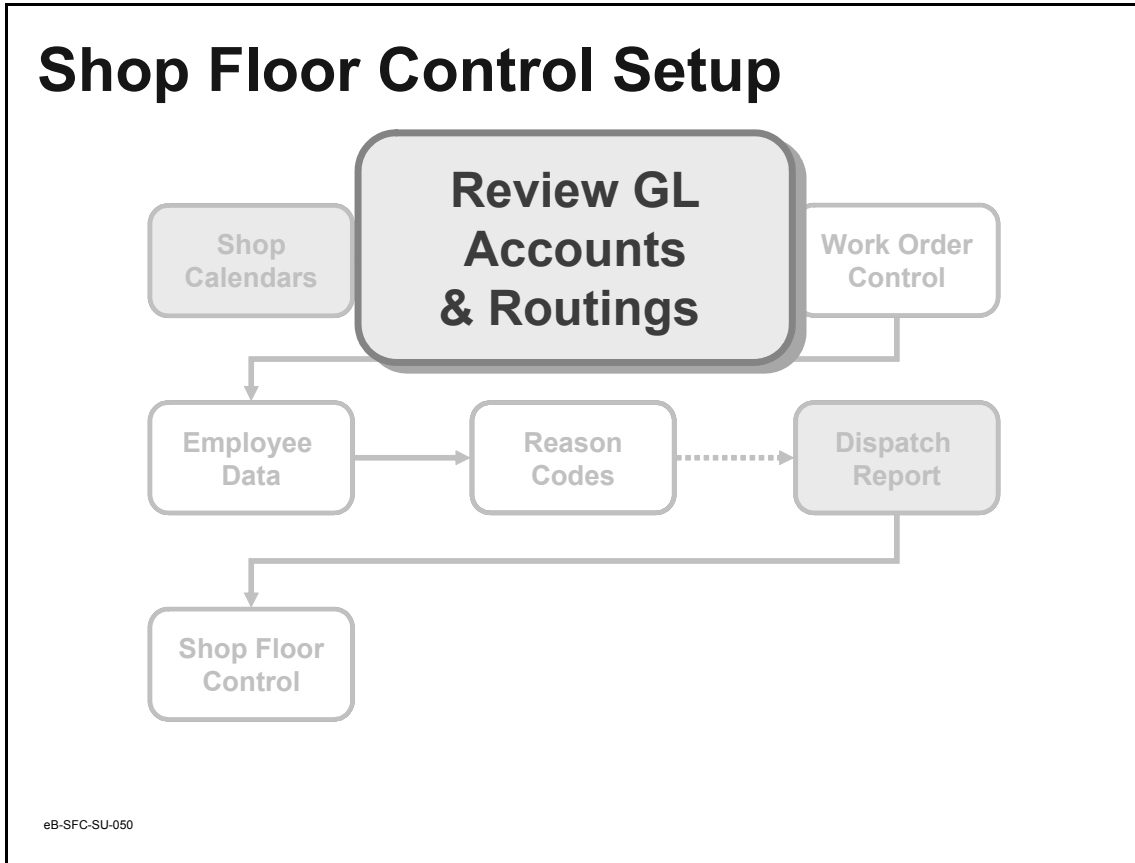 Shop Floor Control Setup
Shop
Calendars
Review GL
Accounts
& Routings
Work Order
Control
Employee
Data
Reason
Codes
Dispatch
Report
Shop Floor
Control
eB-SFC-SU-050